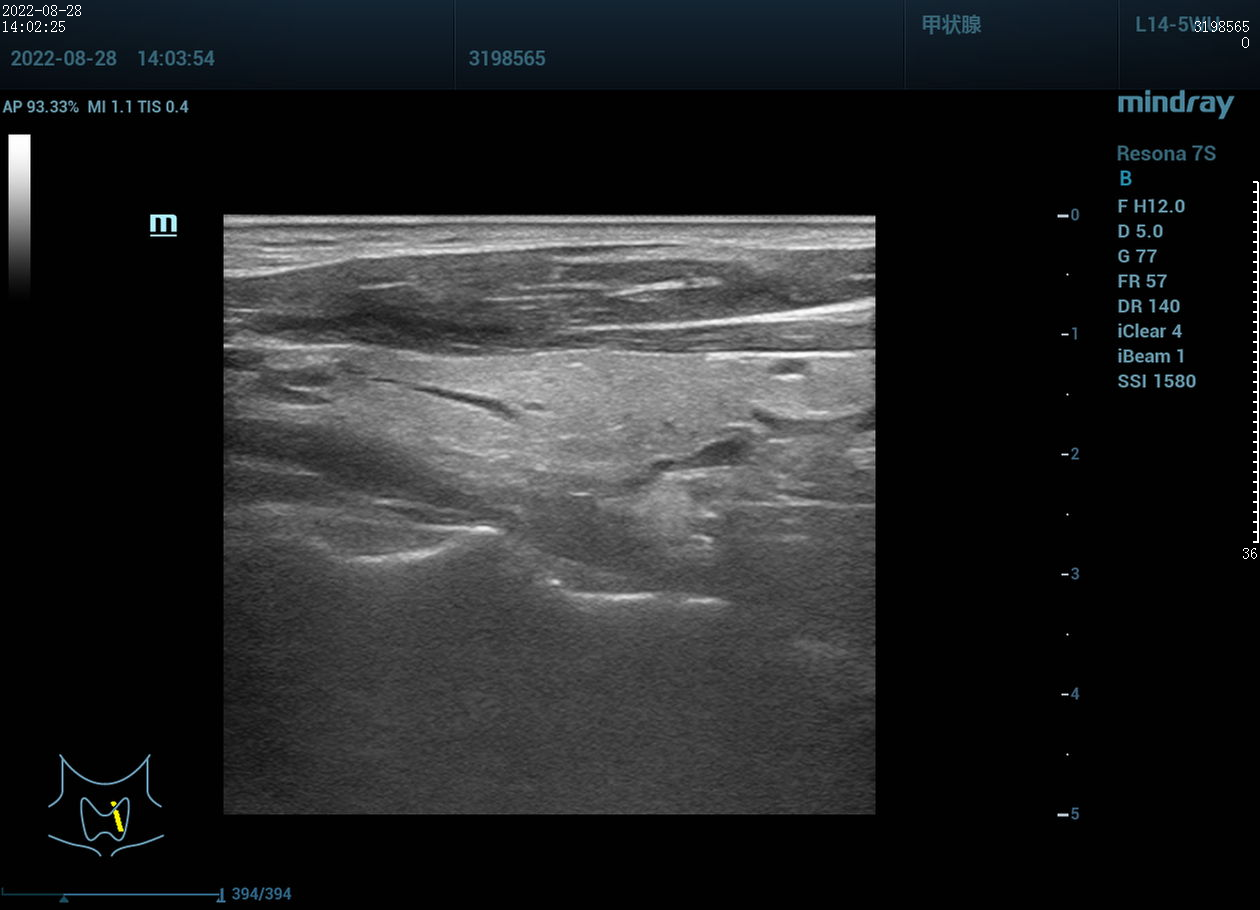 2022-08-28
14:02:25
2022-08-28 14:03:54
3198565
甲状腺
3198565
0
AP 93.33% MI 1.1 TIS 0.4
mindray
Resona 7S
B
F H12.0
D 5.0
G 77
FR 57
DR 140
iClear 4
iBeam 1
SSI 1580
m
0
1
2
3
4
5
36
394/394